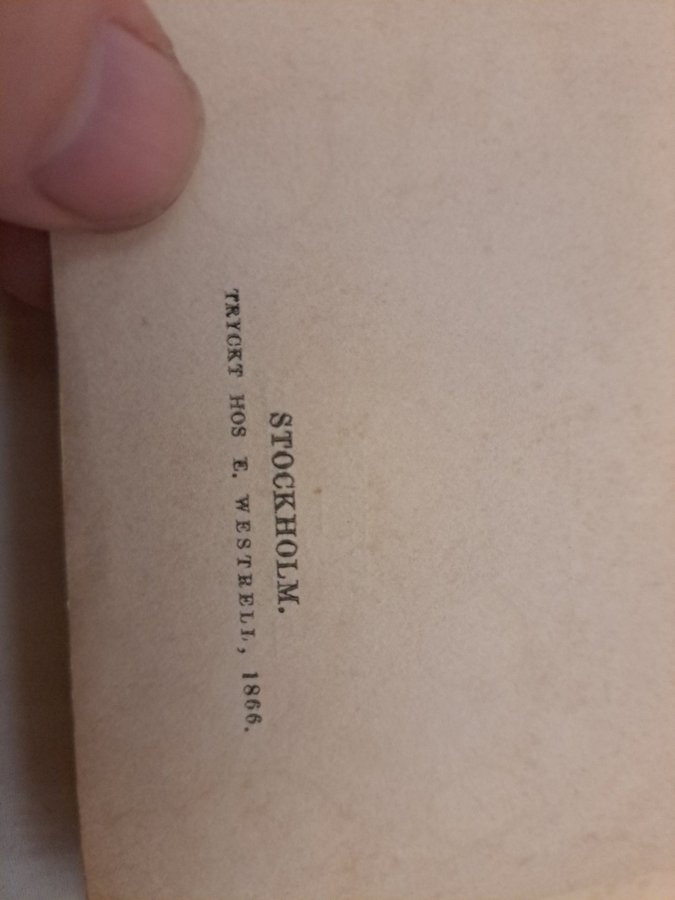 STOCKHOLM.
TRYCKT HOS E. WESTRELL, 1866.